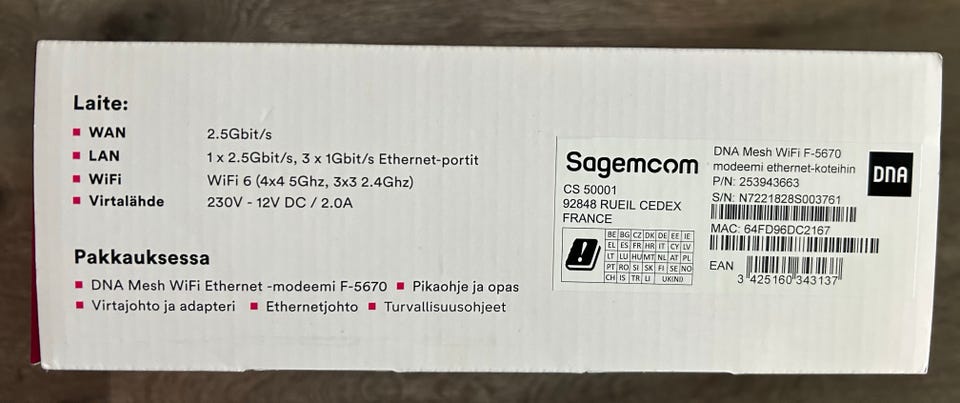 Laite:
WAN 2.5Gbit/s
LAN 1 x 2.5Gbit/s, 3 x 1Gbit/s Ethernet-portit
WiFi WiFi 6 (4x4 5Ghz, 3x3 2.4Ghz)
Virtalähde 230V - 12V DC / 2.0A
Pakkauksessa
DNA Mesh WiFi Ethernet -modeemi F-5670 Pikaohje ja opas
Virtajohto ja adapteri Ethernetjohto Turvallisuusohjeet
Sagemcom
CS 50001
92848 RUEIL CEDEX
FRANCE
BE BG CZ DK DE EE IE
EL ES FR HR IT CY LV
LT LU HU MT NL AT PL
PT RO SI SK FI SE NO
CH IS TR LI UK(NI)
DNA Mesh WiFi F-5670
modeemi ethernet-koteihin
P/N: 253943663
S/N: N7221828S003761
MAC: 64FD96DC2167
EAN
3 425160 343137
DNA